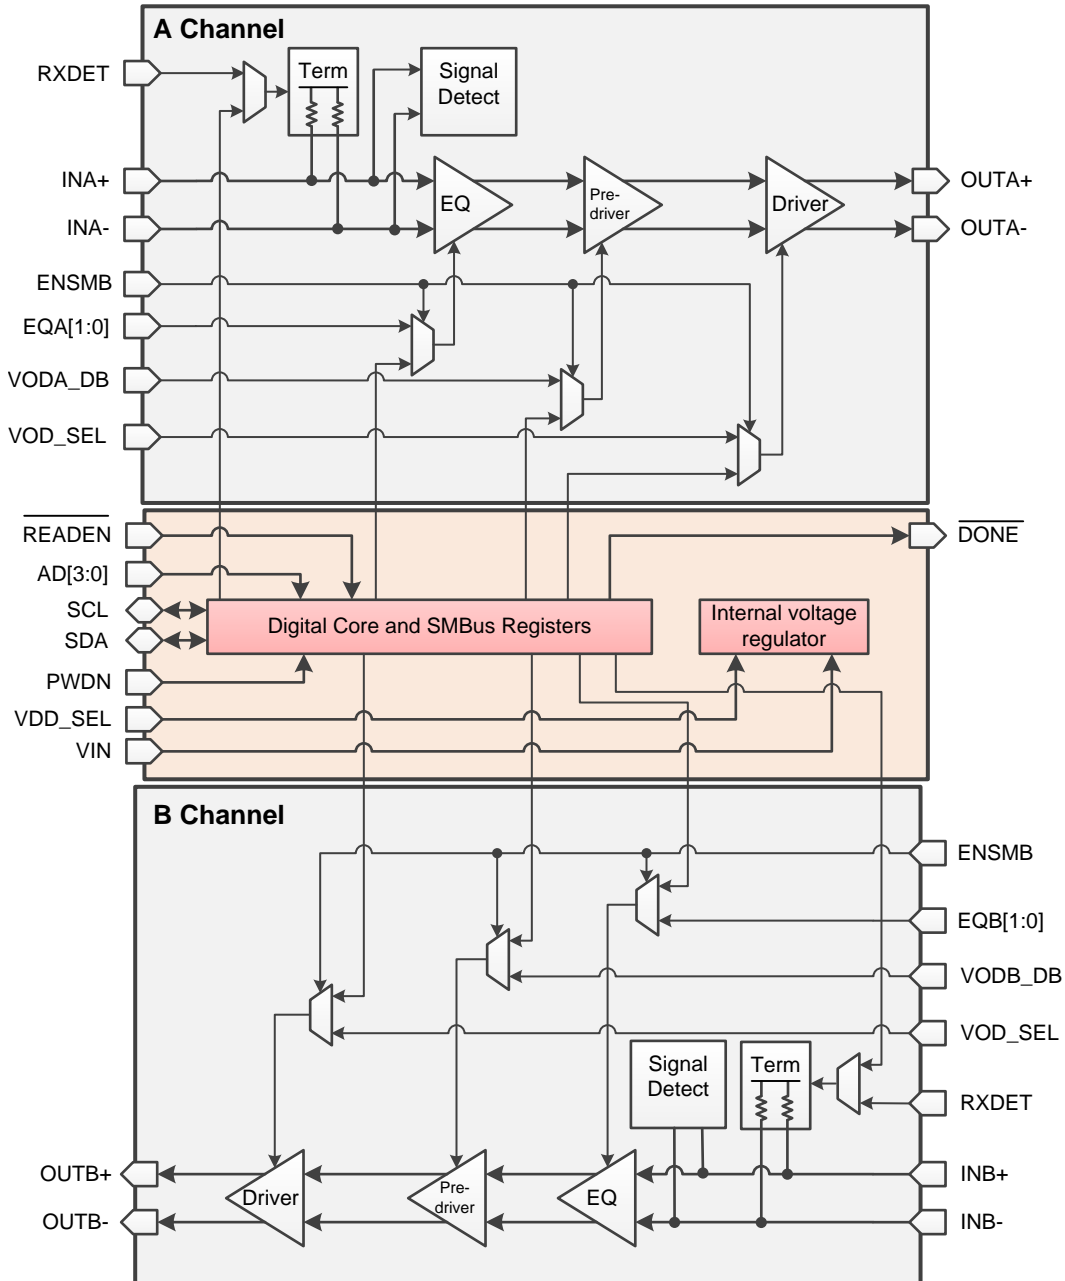 A Channel
RXDET
Term
Signal
Detect
INA+
INA-
EQ
Pre-
driver
Driver
OUTA+
OUTA-
ENSMB
EQA[1:0]
VODA_DB
VOD_SEL
READEN
AD[3:0]
SCL
SDA
PWDN
VDD_SEL
VIN
Digital Core and SMBus Registers
Internal voltage
regulator
DONE
B Channel
ENSMB
EQB[1:0]
VODB_DB
VOD_SEL
RXDET
Signal
Detect
Term
INB+
INB-
EQ
Pre-
driver
Driver
OUTB+
OUTB-